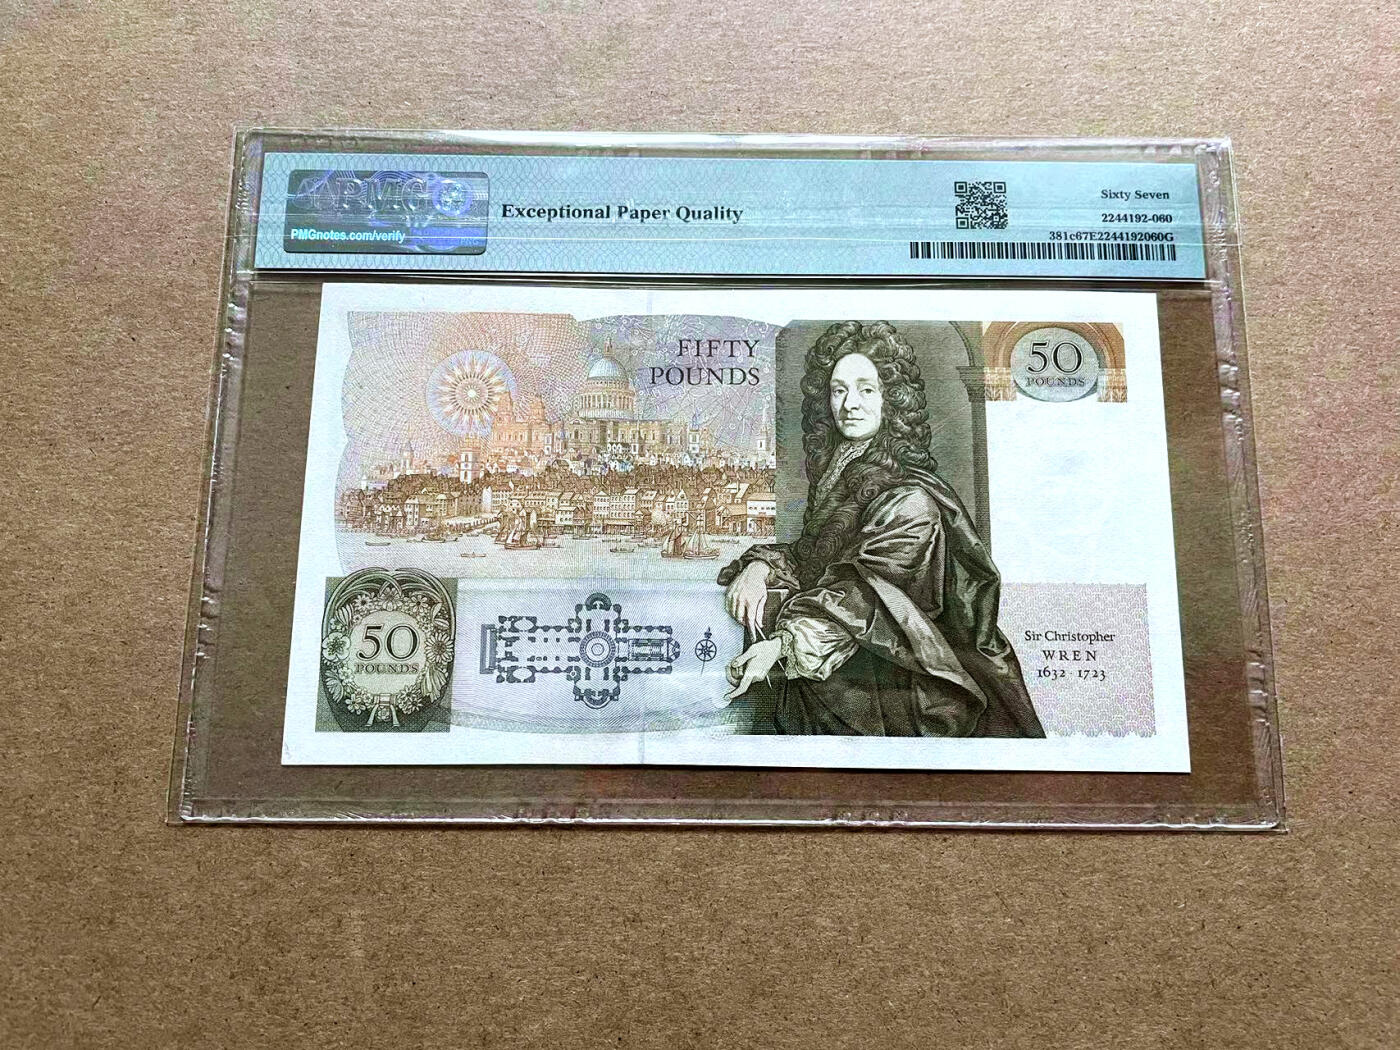 PMG
PMGnotes.com/verify
Exceptional Paper Quality
Sixty Seven
2244192-060
381c67E2244192060G
FIFTY
POUNDS
50
POUNDS
50
POUNDS
Sir Christopher
WREN
1632 · 1723